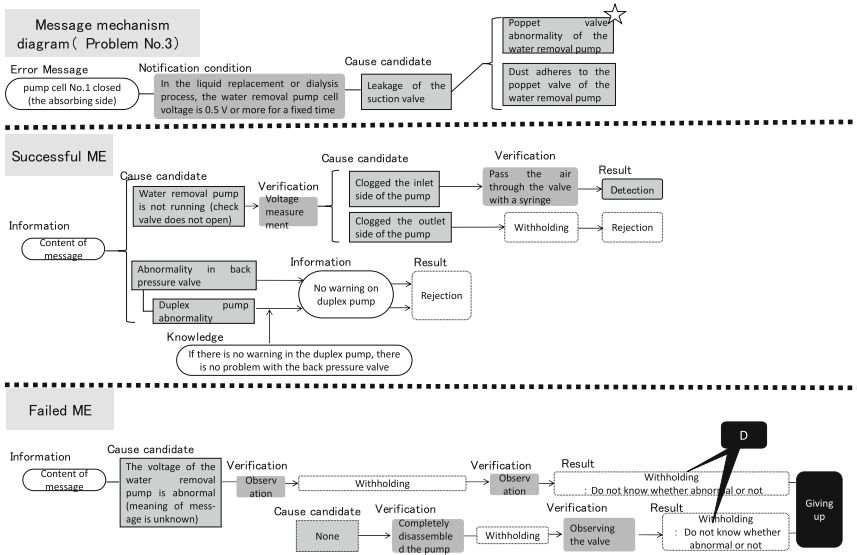 Message mechanism
diagram( Problem No.3)
Error Message
pump cell No.1 closed
(the absorbing side)
Notification condition
In the liquid replacement or dialysis
process, the water removal pump cell
voltage is 0.5 V or more for a fixed time
Cause candidate
Leakage of the
suction valve
Poppet valve
abnormality of the
water removal pump
Dust adheres to the
poppet valve of the
water removal pump
Successful ME
Information
Content of
message
Cause candidate
Water removal pump
is not running (check
valve does not open)
Verification
Voltage
measure
ment
Cause candidate
Clogged the inlet
side of the pump
Verification
Pass the air
through the valve
with a syringe
Result
Detection
Clogged the outlet
side of the pump
Withholding
Rejection
Abnormality in back
pressure valve
Duplex pump
abnormality
Information
No warning on
duplex pump
Result
Rejection
Knowledge
If there is no warning in the duplex pump, there
is no problem with the back pressure valve
Failed ME
Information
Content of
message
Cause candidate
The voltage of the
water removal
pump is abnormal
(meaning of mes-
sage is unknown)
Verification
Observ
ation
Withholding
Verification
Observ
ation
Result
Withholding
: Do not know whether abnormal or not
D
Giving
up
Cause candidate
None
Verification
Completely
disassemble
d the pump
Withholding
Verification
Observing
the valve
Result
Withholding
: Do not know whether
abnormal or not